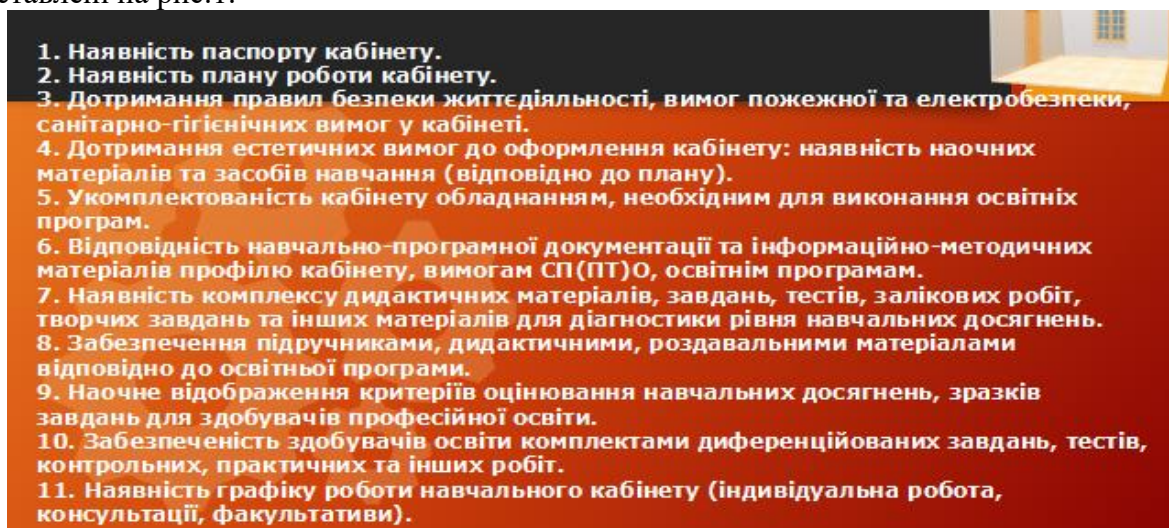 1. Наявність паспорту кабінету.
2. Наявність плану роботи кабінету.
3. Дотримання правил безпеки життєдіяльності, вимог пожежної та електробезпеки,
санітарно-гігієнічних вимог у кабінеті.
4. Дотримання естетичних вимог до оформлення кабінету: наявність наочних
матеріалів та засобів навчання (відповідно до плану).
5. Укомплектованість кабінету обладнанням, необхідним для виконання освітніх
програм.
6. Відповідність навчально-програмної документації та інформаційно-методичних
матеріалів профілю кабінету, вимогам СП(ПТ)О, освітнім програмам.
7. Наявність комплексу дидактичних матеріалів, завдань, тестів, залікових робіт,
творчих завдань та інших матеріалів для діагностики рівня навчальних досягнень.
8. Забезпечення підручниками, дидактичними, роздавальними матеріалами
відповідно до освітньої програми.
9. Наочне відображення критеріїв оцінювання навчальних досягнень, зразків
завдань для здобувачів професійної освіти.
10. Забезпеченість здобувачів освіти комплектами диференційованих завдань, тестів,
контрольних, практичних та інших робіт.
11. Наявність графіку роботи навчального кабінету (індивідуальна робота,
консультації, факультативи).